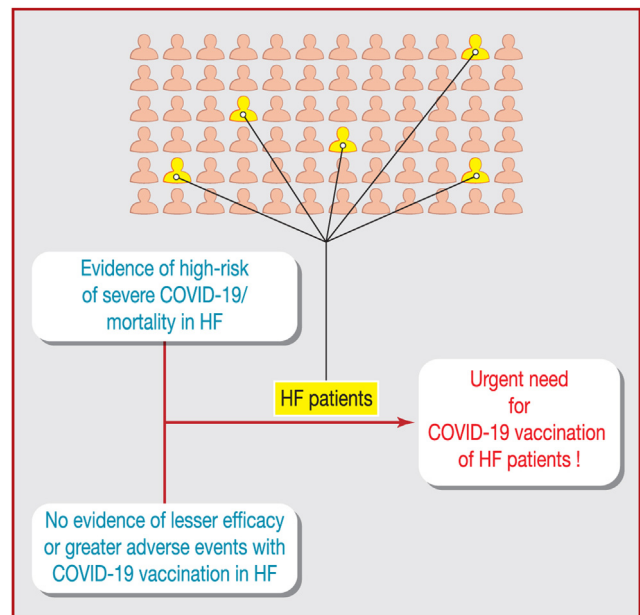 Evidence of high-risk
of severe COVID-19/
mortality in HF
HF patients
Urgent need
for
COVID-19 vaccination
of HF patients !
No evidence of lesser efficacy
or greater adverse events with
COVID-19 vaccination in HF